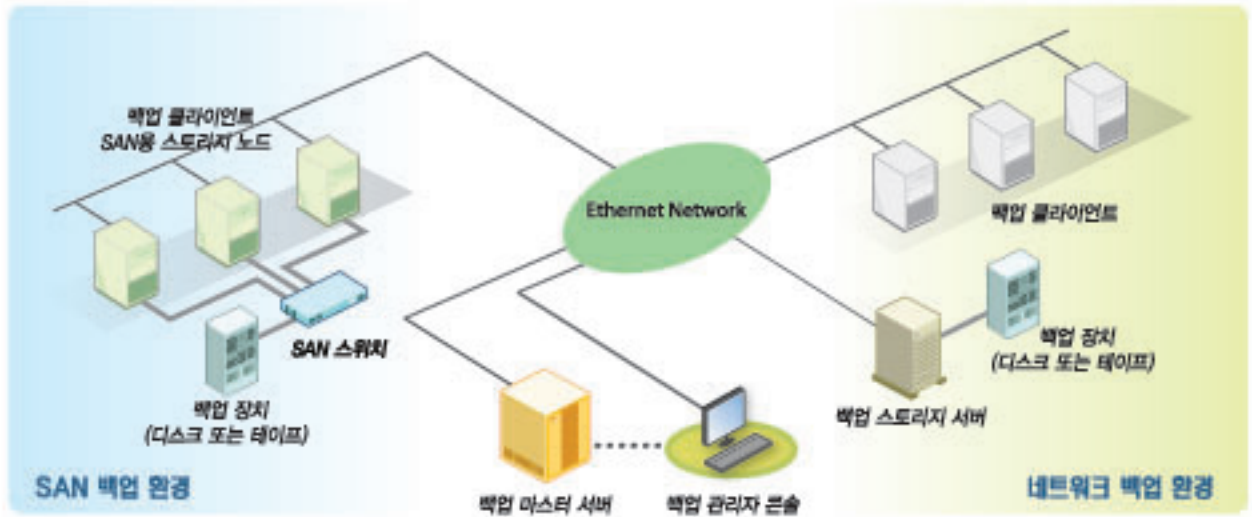 백업 클라이언트
SAN용 스토리지 노드
SAN 스위치
백업 장치
(디스크 또는 테이프)
SAN 백업 환경
Ethernet Network
백업 마스터 서버
백업 관리자 콘솔
백업 클라이언트
백업 장치
(디스크 또는 테이프)
백업 스토리지 서버
네트워크 백업 환경